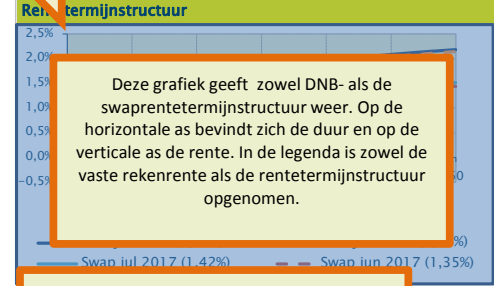 Rentetermijnstructuur
2,5%
2,0%
1,5%
1,0%
0,5%
0,0%
-0,5%
Deze grafiek geeft zowel DNB- als de
swaprentetermijnstructuur weer. Op de
horizontale as bevindt zich de duur en op de
verticale as de rente. In de legenda is zowel de
vaste rekenrente als de rentetermijnstructuur
opgenomen.
Swap jul 2017 (1,42%)
Swap jun 2017 (1,35%)